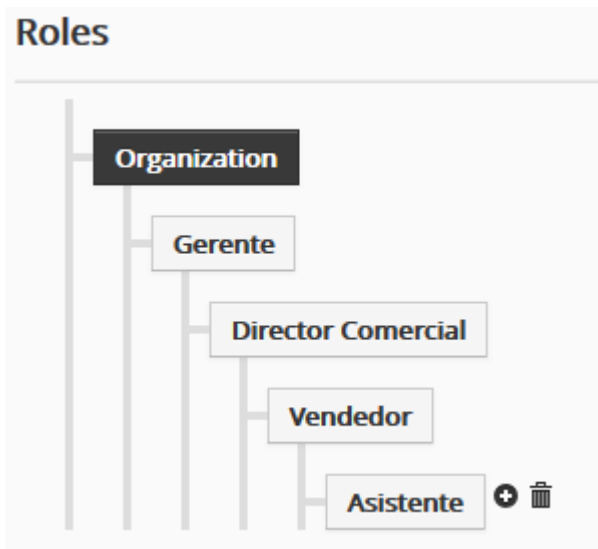 Roles
Organization
Gerente
Director Comercial
Vendedor
Asistente